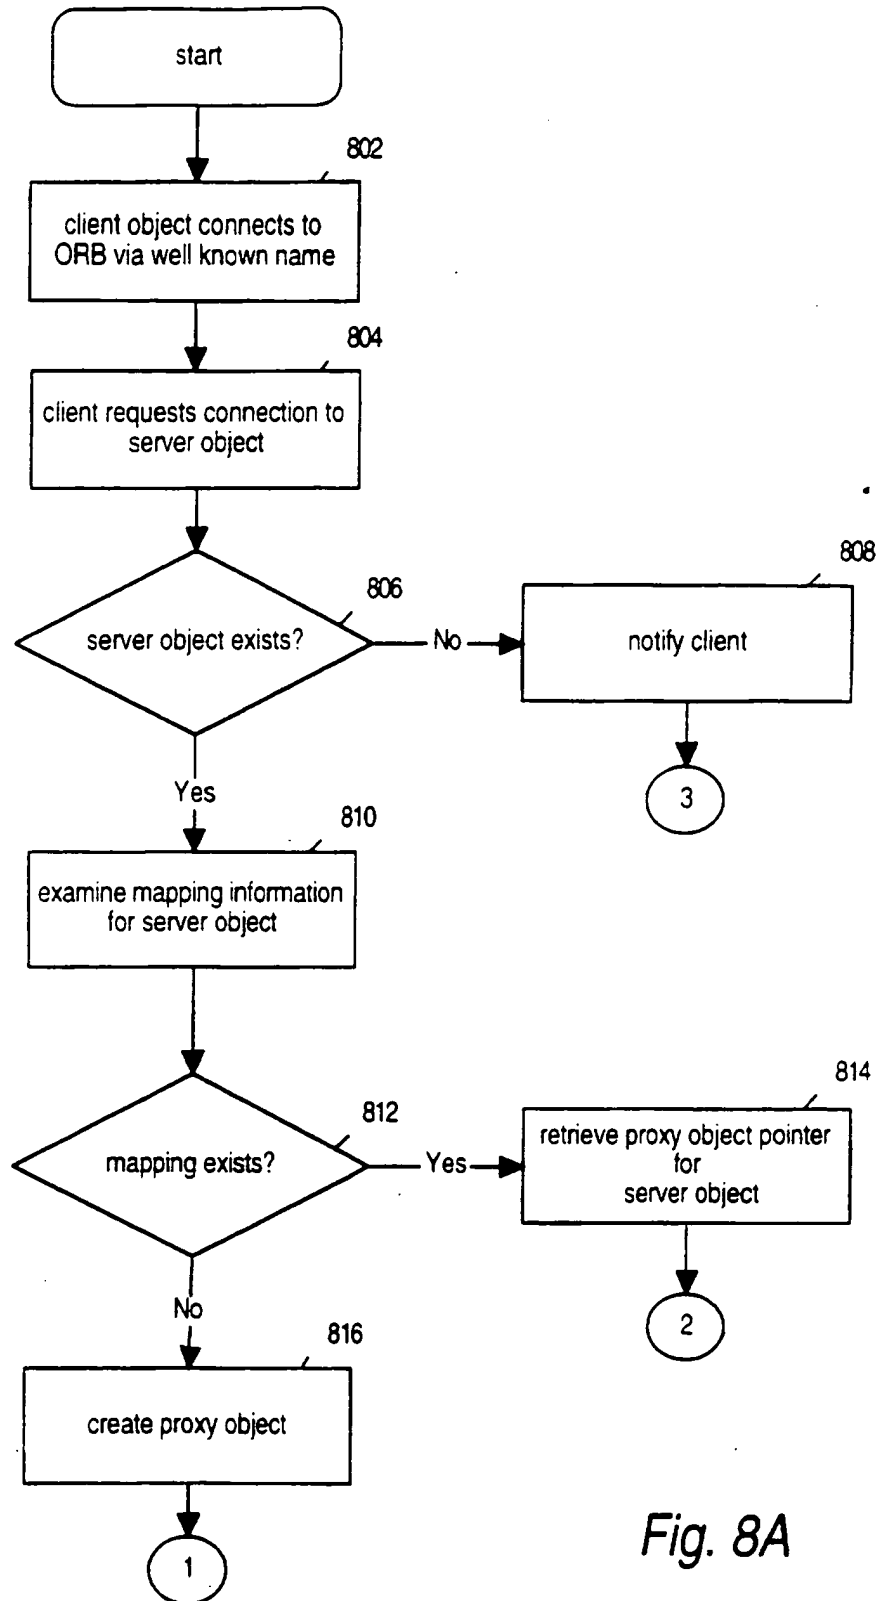 start
802
client object connects to
ORB via well known name
804
client requests connection to
server object
806
server object exists?
No
808
notify client
3
Yes
810
examine mapping information
for server object
812
mapping exists?
Yes
814
retrieve proxy object pointer
for
server object
2
No
816
create proxy object
1
Fig. 8A